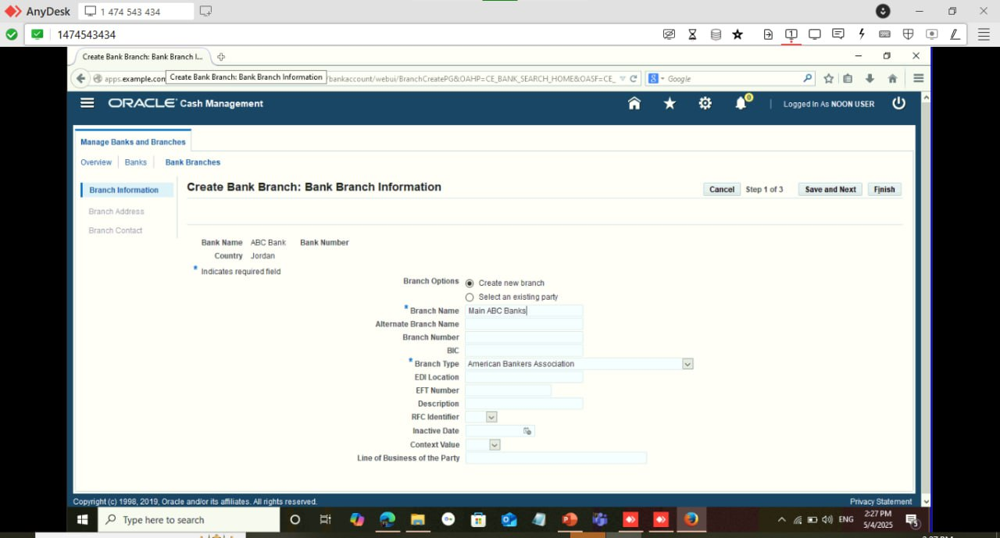 AnyDesk 1 474 543 434
1474543434
Create Bank Branch: Bank Branch I...
apps.example.con Create Bank Branch: Bank Branch Information /bankaccount/webui/BranchCreatePG&OAHP=CE_BANK_SEARCH_HOME&OASF=CE_ Google
ORACLE Cash Management 0 Logged In As NOON USER
Manage Banks and Branches
Overview Banks Bank Branches
Branch Information
Branch Address
Branch Contact
Create Bank Branch: Bank Branch Information
Cancel Step 1 of 3 Save and Next Finish
Bank Name ABC Bank Bank Number
Country Jordan
* Indicates required field
Branch Options Create new branch
Select an existing party
* Branch Name Main ABC Banks
Alternate Branch Name
Branch Number
BIC
* Branch Type American Bankers Association
EDI Location
EFT Number
Description
RFC Identifier
Inactive Date
Context Value
Line of Business of the Party
Copyright (c) 1998, 2019, Oracle and/or its affiliates. All rights reserved. Privacy Statement
Type here to search ENG 2:27 PM
5/4/2025 5